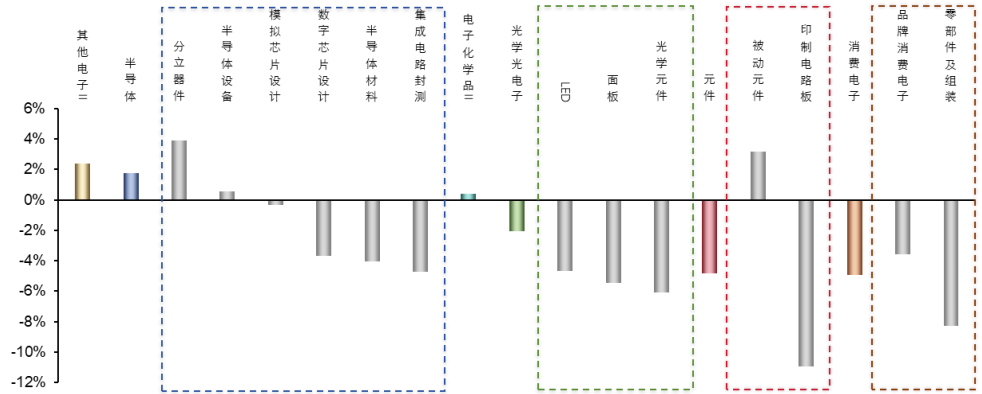 其他电子Ⅱ
半导体
分立器件
半导体设备
模拟芯片设计
数字芯片设计
半导体材料
集成电路封测
电子化学品Ⅱ
光学光电子
LED
面板
光学元件
元件
被动元件
印制电路板
消费电子
品牌消费电子
零部件及组装
6%
4%
2%
0%
-2%
-4%
-6%
-8%
-10%
-12%